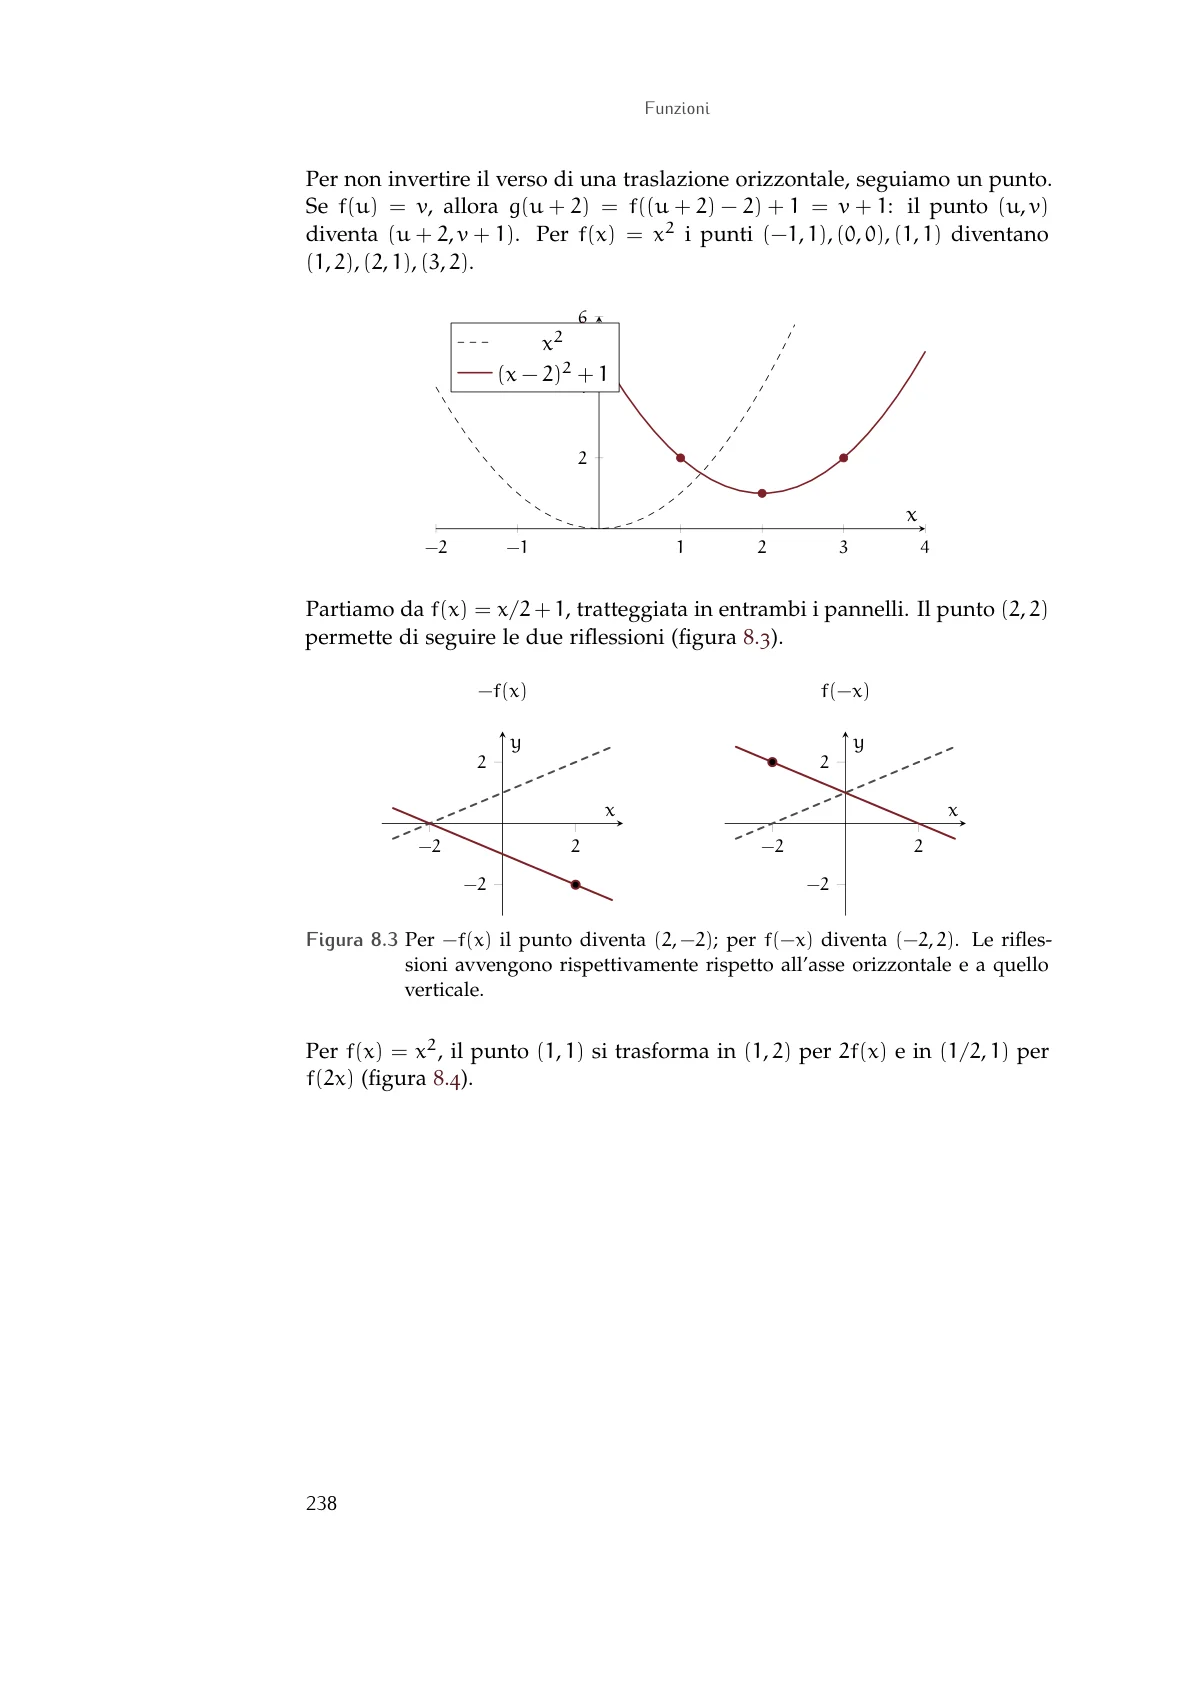 Funzioni
Per non invertire il verso di una traslazione orizzontale, seguiamo un punto.
Se f(u) = v, allora g(u + 2) = f((u + 2) − 2) + 1 = v + 1: il punto (u, v)
diventa (u + 2, v + 1). Per f(x) = x² i punti (−1, 1), (0, 0), (1, 1) diventano
(1, 2), (2, 1), (3, 2).
6
x²
(x − 2)² + 1
2
x
−2 −1 1 2 3 4
Partiamo da f(x) = x/2 + 1, tratteggiata in entrambi i pannelli. Il punto (2, 2)
permette di seguire le due riflessioni (figura 8.3).
−f(x) f(−x)
y y
2 2
x x
−2 2 −2 2
−2 −2
Figura 8.3 Per −f(x) il punto diventa (2, −2); per f(−x) diventa (−2, 2). Le rifles-
sioni avvengono rispettivamente rispetto all'asse orizzontale e a quello
verticale.
Per f(x) = x², il punto (1, 1) si trasforma in (1, 2) per 2f(x) e in (1/2, 1) per
f(2x) (figura 8.4).
238